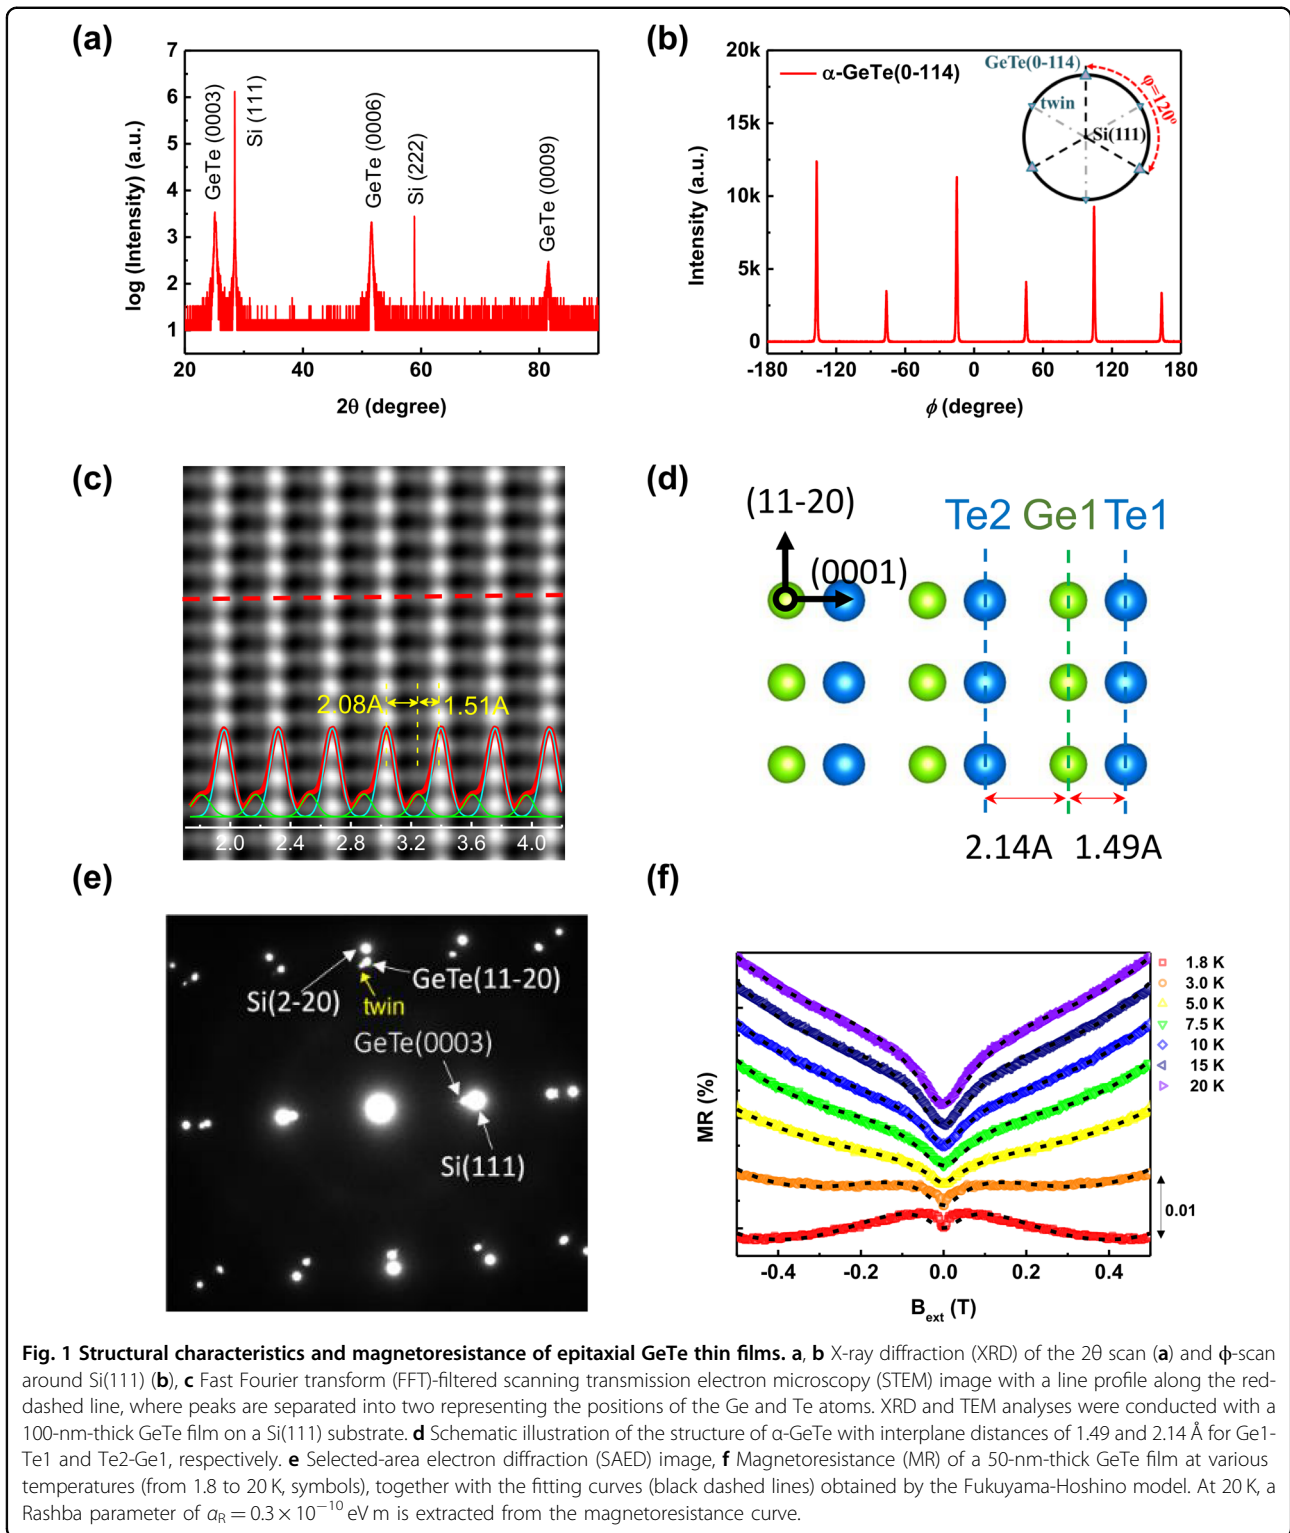 (a)
7
6
5
4
3
2
1
log (Intensity) (a.u.)
GeTe (0003)
Si (111)
GeTe (0006)
Si (222)
GeTe (0009)
20
40
60
80
2θ (degree)
(b)
20k
15k
10k
5k
0
Intensity (a.u.)
α-GeTe(0-114)
GeTe(0-114)
twin
Si(111)
φ=120°
-180
-120
-60
0
60
120
180
ϕ (degree)
(c)
2.08A
1.51A
2.0
2.4
2.8
3.2
3.6
4.0
(d)
(11-20)
(0001)
Te2
Ge1
Te1
2.14A
1.49A
(e)
Si(2-20)
GeTe(11-20)
twin
GeTe(0003)
Si(111)
(f)
MR (%)
1.8 K
3.0 K
5.0 K
7.5 K
10 K
15 K
20 K
0.01
-0.4
-0.2
0.0
0.2
0.4
Bext (T)
Fig. 1 Structural characteristics and magnetoresistance of epitaxial GeTe thin films. a, b X-ray diffraction (XRD) of the 2θ scan (a) and ϕ-scan
around Si(111) (b), c Fast Fourier transform (FFT)-filtered scanning transmission electron microscopy (STEM) image with a line profile along the red-
dashed line, where peaks are separated into two representing the positions of the Ge and Te atoms. XRD and TEM analyses were conducted with a
100-nm-thick GeTe film on a Si(111) substrate. d Schematic illustration of the structure of α-GeTe with interplane distances of 1.49 and 2.14 Å for Ge1-
Te1 and Te2-Ge1, respectively. e Selected-area electron diffraction (SAED) image, f Magnetoresistance (MR) of a 50-nm-thick GeTe film at various
temperatures (from 1.8 to 20 K, symbols), together with the fitting curves (black dashed lines) obtained by the Fukuyama-Hoshino model. At 20 K, a
Rashba parameter of αR = 0.3 × 10−10 eV m is extracted from the magnetoresistance curve.